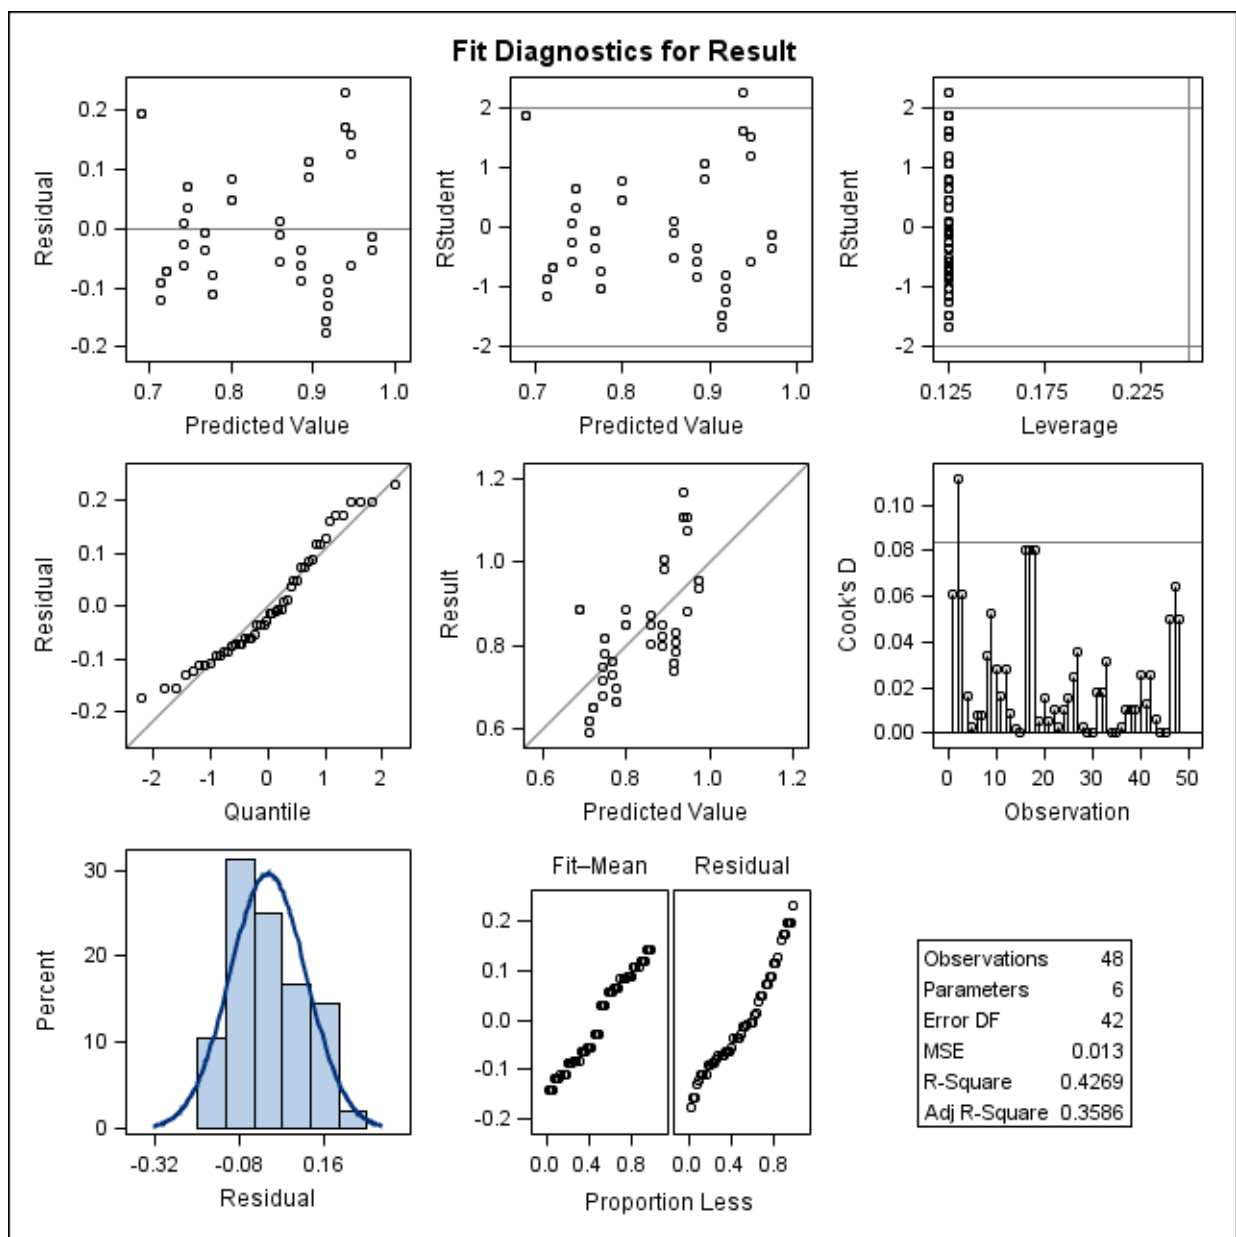 Fit Diagnostics for Result
Residual
0.2
0.1
0.0
-0.1
-0.2
0.7 0.8 0.9 1.0
Predicted Value
RStudent
2
1
0
-1
-2
0.7 0.8 0.9 1.0
Predicted Value
RStudent
2
1
0
-1
-2
0.125 0.175 0.225
Leverage
Residual
0.2
0.1
0.0
-0.1
-0.2
-2 -1 0 1 2
Quantile
Result
1.2
1.0
0.8
0.6
0.6 0.8 1.0 1.2
Predicted Value
Cook's D
0.10
0.08
0.06
0.04
0.02
0.00
0 10 20 30 40 50
Observation
Percent
30
20
10
0
-0.32 -0.08 0.16
Residual
Fit–Mean Residual
0.2
0.1
0.0
-0.1
-0.2
0.0 0.4 0.8 0.0 0.4 0.8
Proportion Less
Observations 48
Parameters 6
Error DF 42
MSE 0.013
R-Square 0.4269
Adj R-Square 0.3586